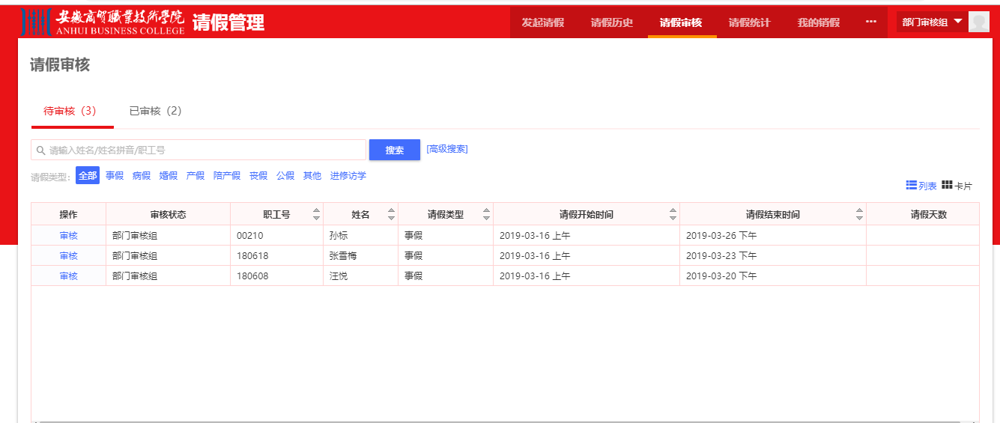 安徽商贸职业技术学院
ANHUI BUSINESS COLLEGE
请假管理
发起请假 请假历史 请假审核 请假统计 我的销假 ··· 部门审核组
请假审核
待审核（3） 已审核（2）
请输入姓名/姓名拼音/职工号 搜索 [高级搜索]
请假类型: 全部 事假 病假 婚假 产假 陪产假 丧假 公假 其他 进修访学
列表 卡片
操作 审核状态 职工号 姓名 请假类型 请假开始时间 请假结束时间 请假天数
审核 部门审核组 00210 孙标 事假 2019-03-16 上午 2019-03-26 下午
审核 部门审核组 180618 张雪梅 事假 2019-03-16 上午 2019-03-23 下午
审核 部门审核组 180608 汪悦 事假 2019-03-16 上午 2019-03-20 下午